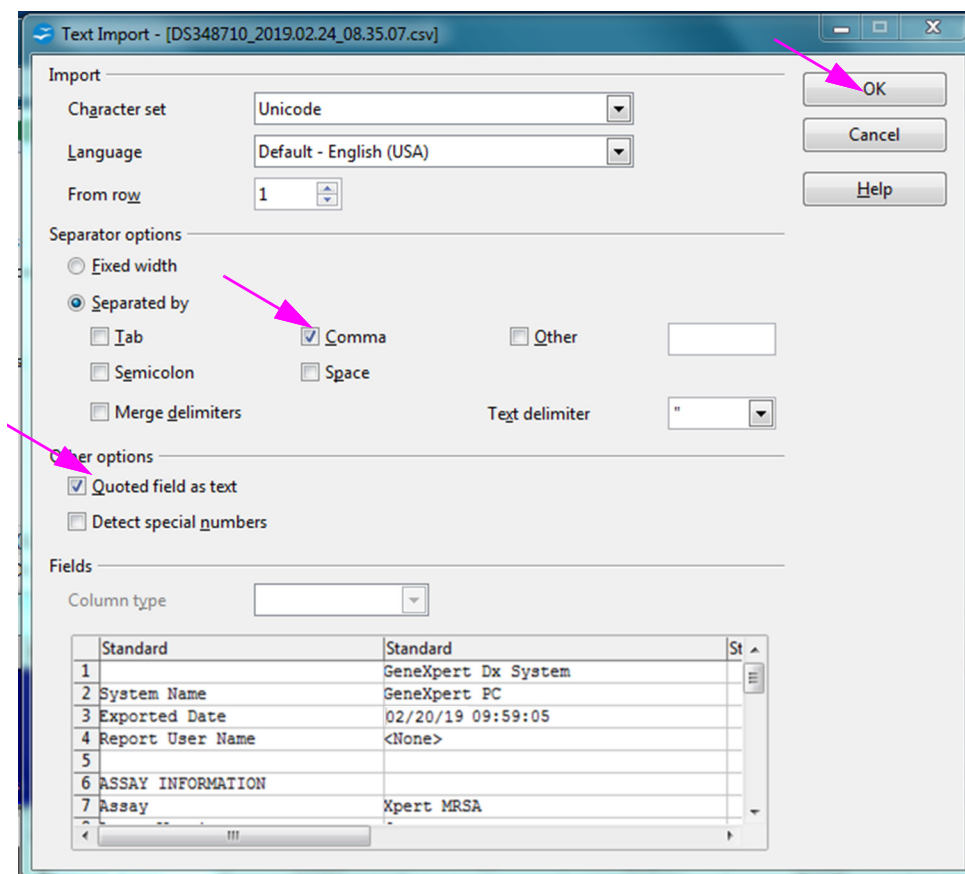 Text Import - [DS348710_2019.02.24_08.35.07.csv]
Import
OK
Character set Unicode
Cancel
Language Default - English (USA)
From row 1
Help
Separator options
Fixed width
Separated by
Tab Comma Other
Semicolon Space
Merge delimiters Text delimiter "
Other options
Quoted field as text
Detect special numbers
Fields
Column type
Standard Standard St
1 GeneXpert Dx System
2 System Name GeneXpert PC
3 Exported Date 02/20/19 09:59:05
4 Report User Name <None>
5
6 ASSAY INFORMATION
7 Assay Xpert MRSA